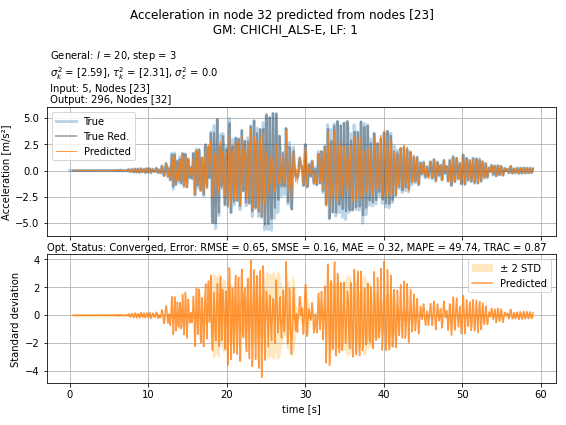 Acceleration in node 32 predicted from nodes [23]
GM: CHICHI_ALS-E, LF: 1
General: l = 20, step = 3
σ²ₖ = [2.59], τ²ₖ = [2.31], σ²ε = 0.0
Input: 5, Nodes [23]
Output: 296, Nodes [32]
5.0
2.5
0.0
−2.5
−5.0
Acceleration [m/s²]
True
True Red.
Predicted
Opt. Status: Converged, Error: RMSE = 0.65, SMSE = 0.16, MAE = 0.32, MAPE = 49.74, TRAC = 0.87
4
2
0
−2
−4
Standard deviation
± 2 STD
Predicted
0 10 20 30 40 50 60
time [s]